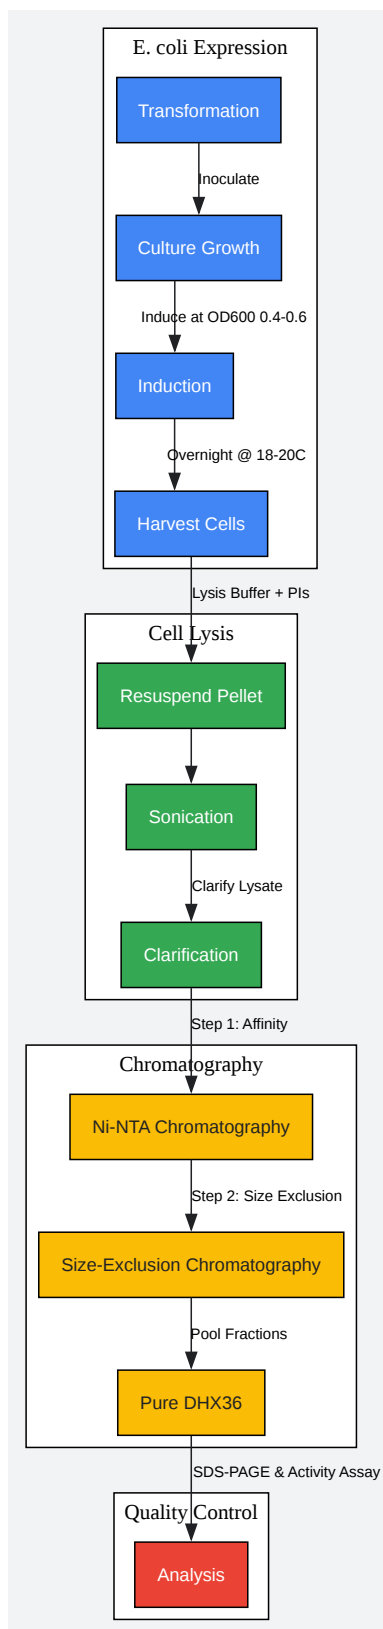 E. coli Expression
Transformation
Inoculate
Culture Growth
Induce at OD600 0.4-0.6
Induction
Overnight @ 18-20C
Harvest Cells
Lysis Buffer + PIs
Cell Lysis
Resuspend Pellet
Sonication
Clarify Lysate
Clarification
Step 1: Affinity
Chromatography
Ni-NTA Chromatography
Step 2: Size Exclusion
Size-Exclusion Chromatography
Pool Fractions
Pure DHX36
SDS-PAGE & Activity Assay
Quality Control
Analysis